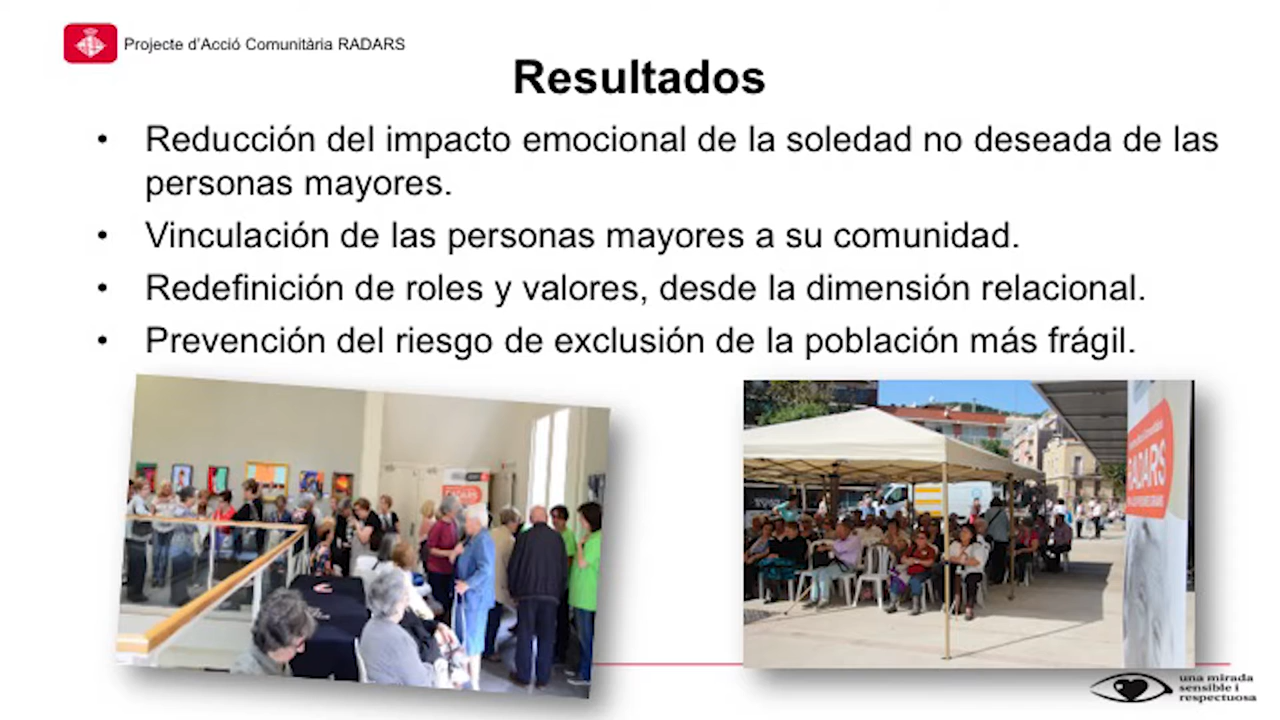 Projecte d'Acció Comunitària RADARS
Resultados
• Reducción del impacto emocional de la soledad no deseada de las
personas mayores.
• Vinculación de las personas mayores a su comunidad.
• Redefinición de roles y valores, desde la dimensión relacional.
• Prevención del riesgo de exclusión de la población más frágil.
RADARS
RADARS
una mirada
sensible i
respectuosa